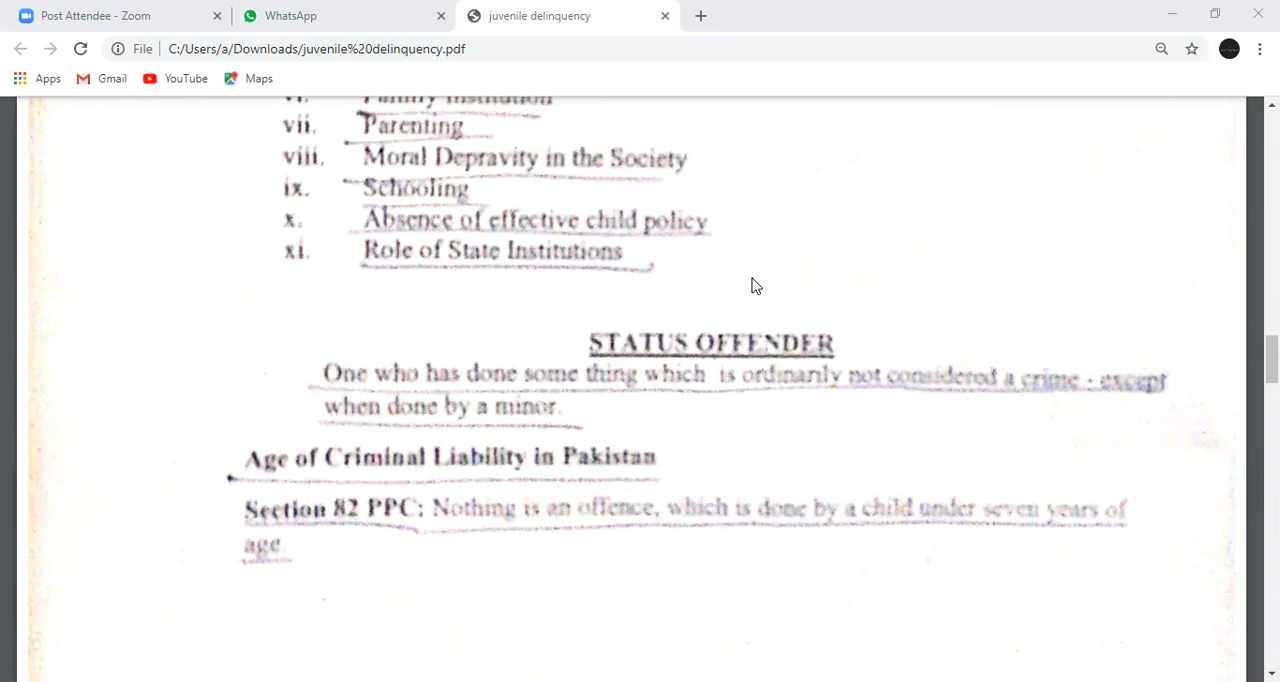 Post Attendee - Zoom
WhatsApp
juvenile delinquency
File C:/Users/a/Downloads/juvenile%20delinquency.pdf
Apps Gmail YouTube Maps
vi. Family Institution
vii. Parenting
viii. Moral Depravity in the Society
ix. Schooling
x. Absence of effective child policy
xi. Role of State Institutions
STATUS OFFENDER
One who has done some thing which is ordinarily not considered a crime - except
when done by a minor.
Age of Criminal Liability in Pakistan
Section 82 PPC: Nothing is an offence, which is done by a child under seven years of
age.